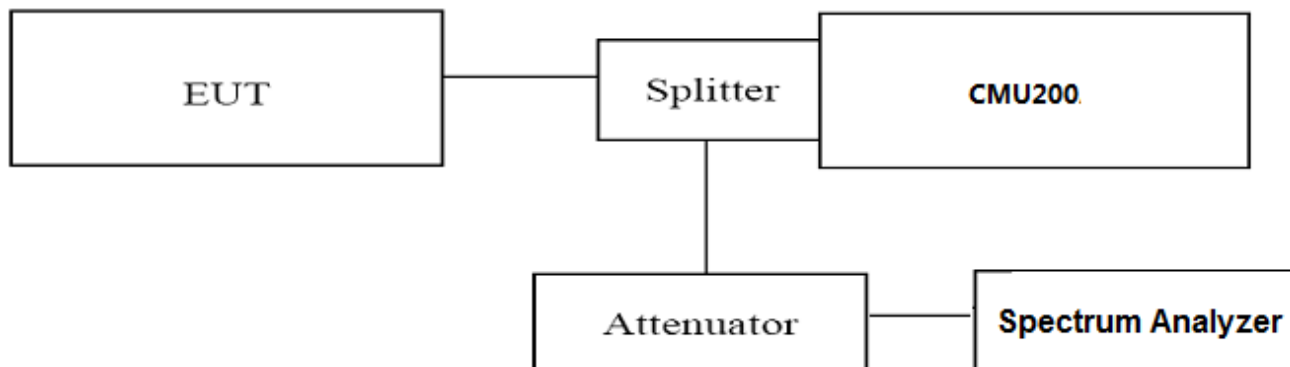 EUT
Splitter
CMU200
Attenuator
Spectrum Analyzer